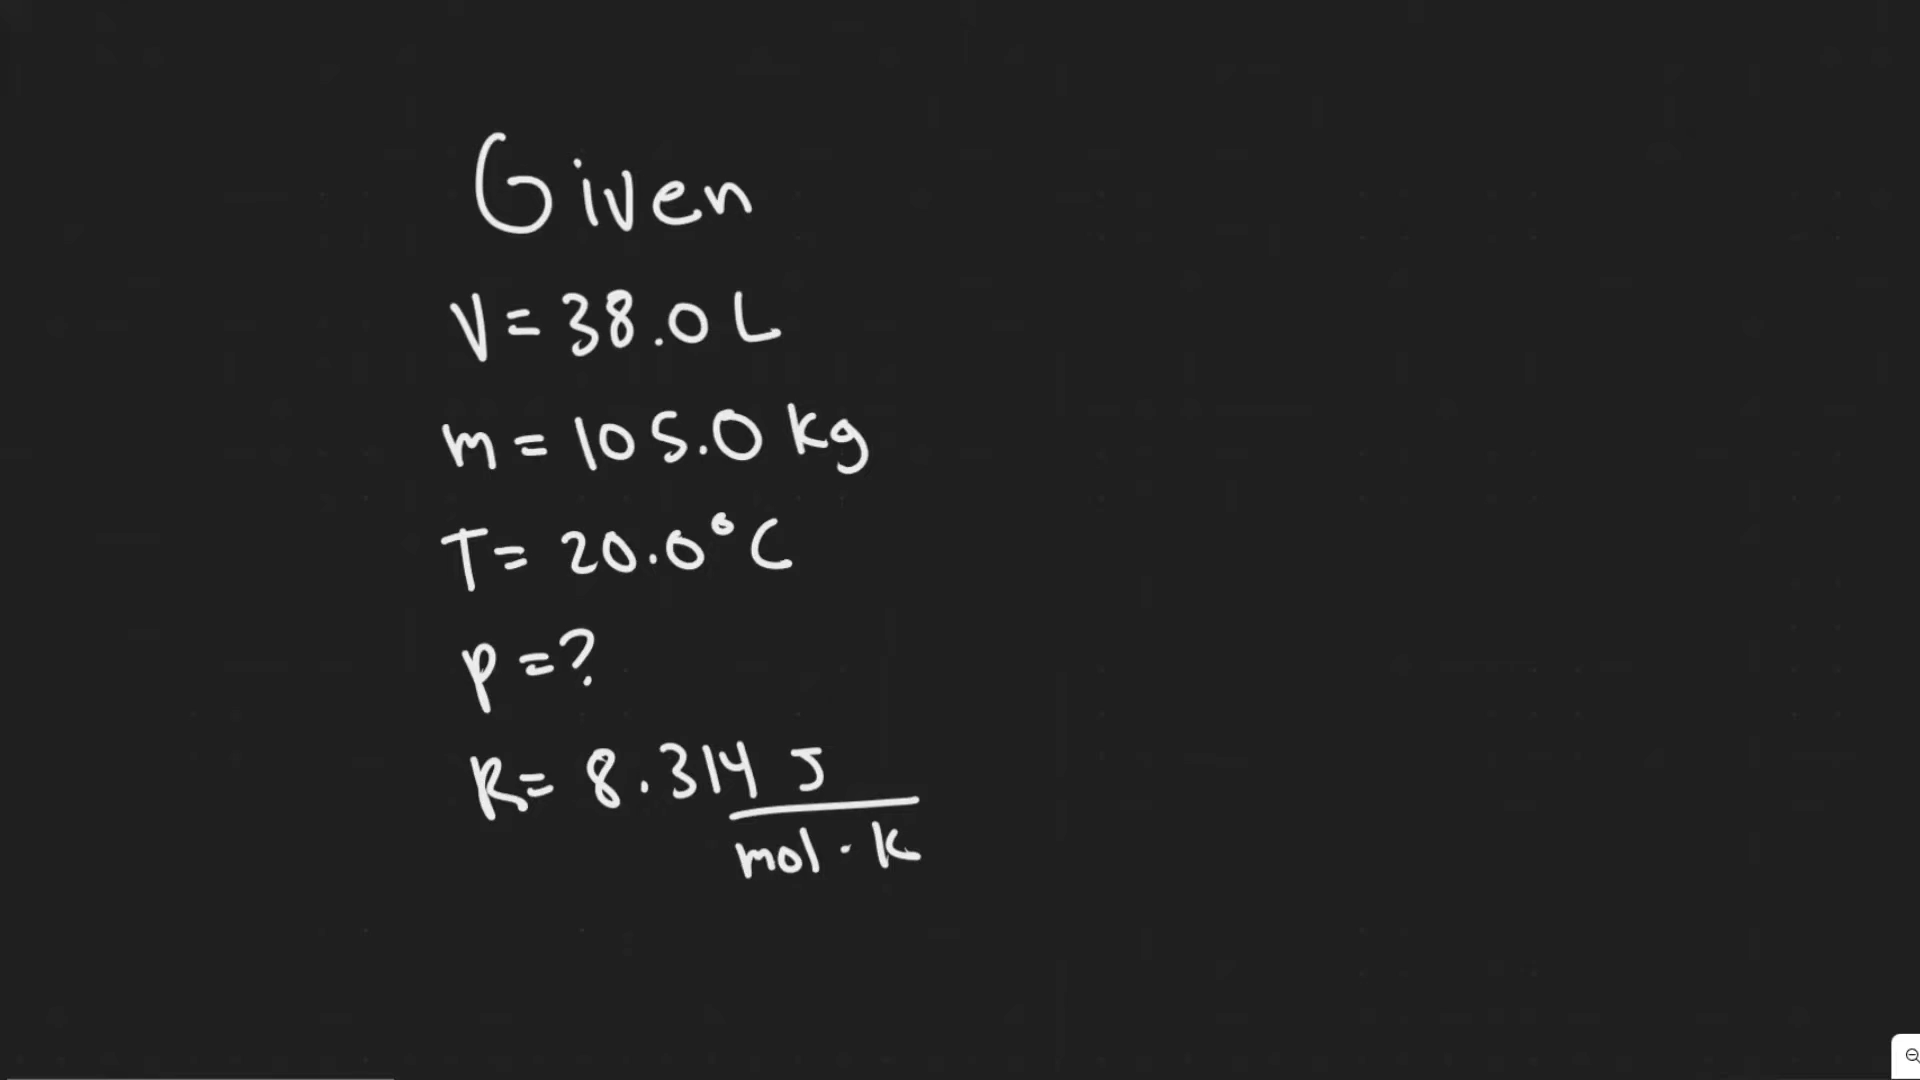 Given
V = 38.0 L
m = 105.0 kg
T = 20.0°C
p = ?
R = 8.314 J
mol · K